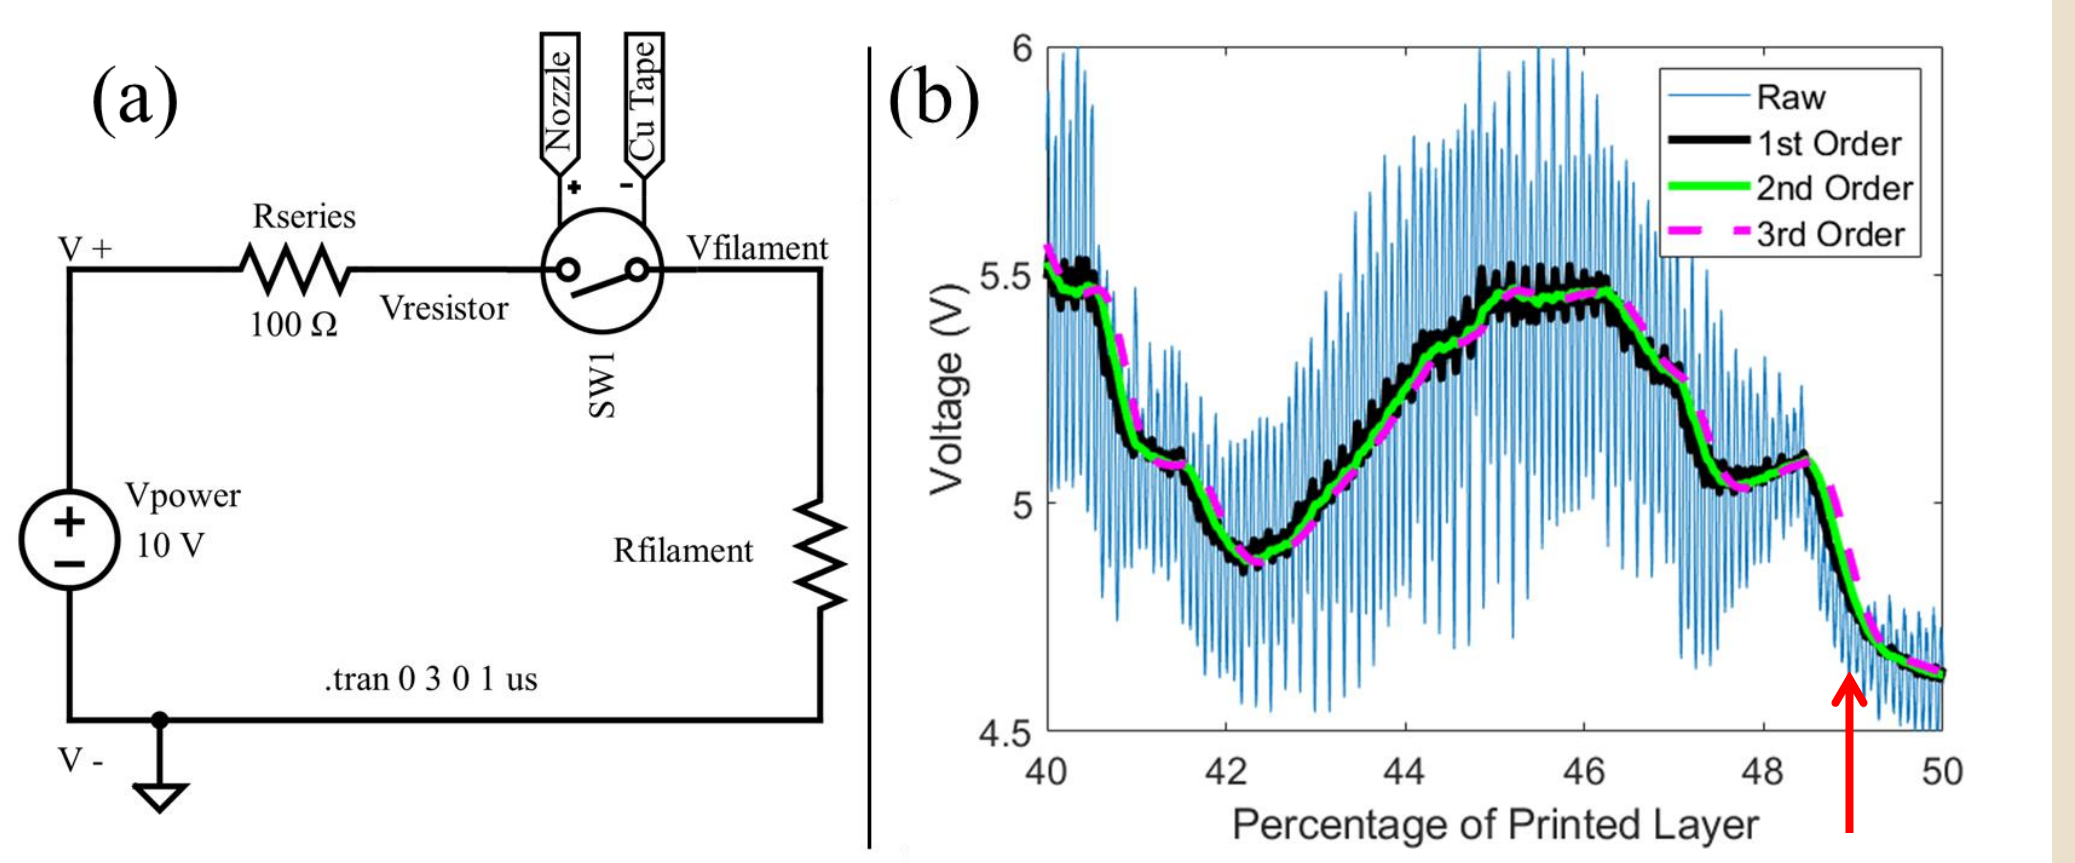 (a)
Nozzle
Cu Tape
+
-
Rseries
V +
100 Ω
Vresistor
Vfilament
SW1
Vpower
+
10 V
−
Rfilament
.tran 0 3 0 1 us
V -
(b)
Raw
1st Order
2nd Order
3rd Order
Voltage (V)
6
5.5
5
4.5
40 42 44 46 48 50
Percentage of Printed Layer